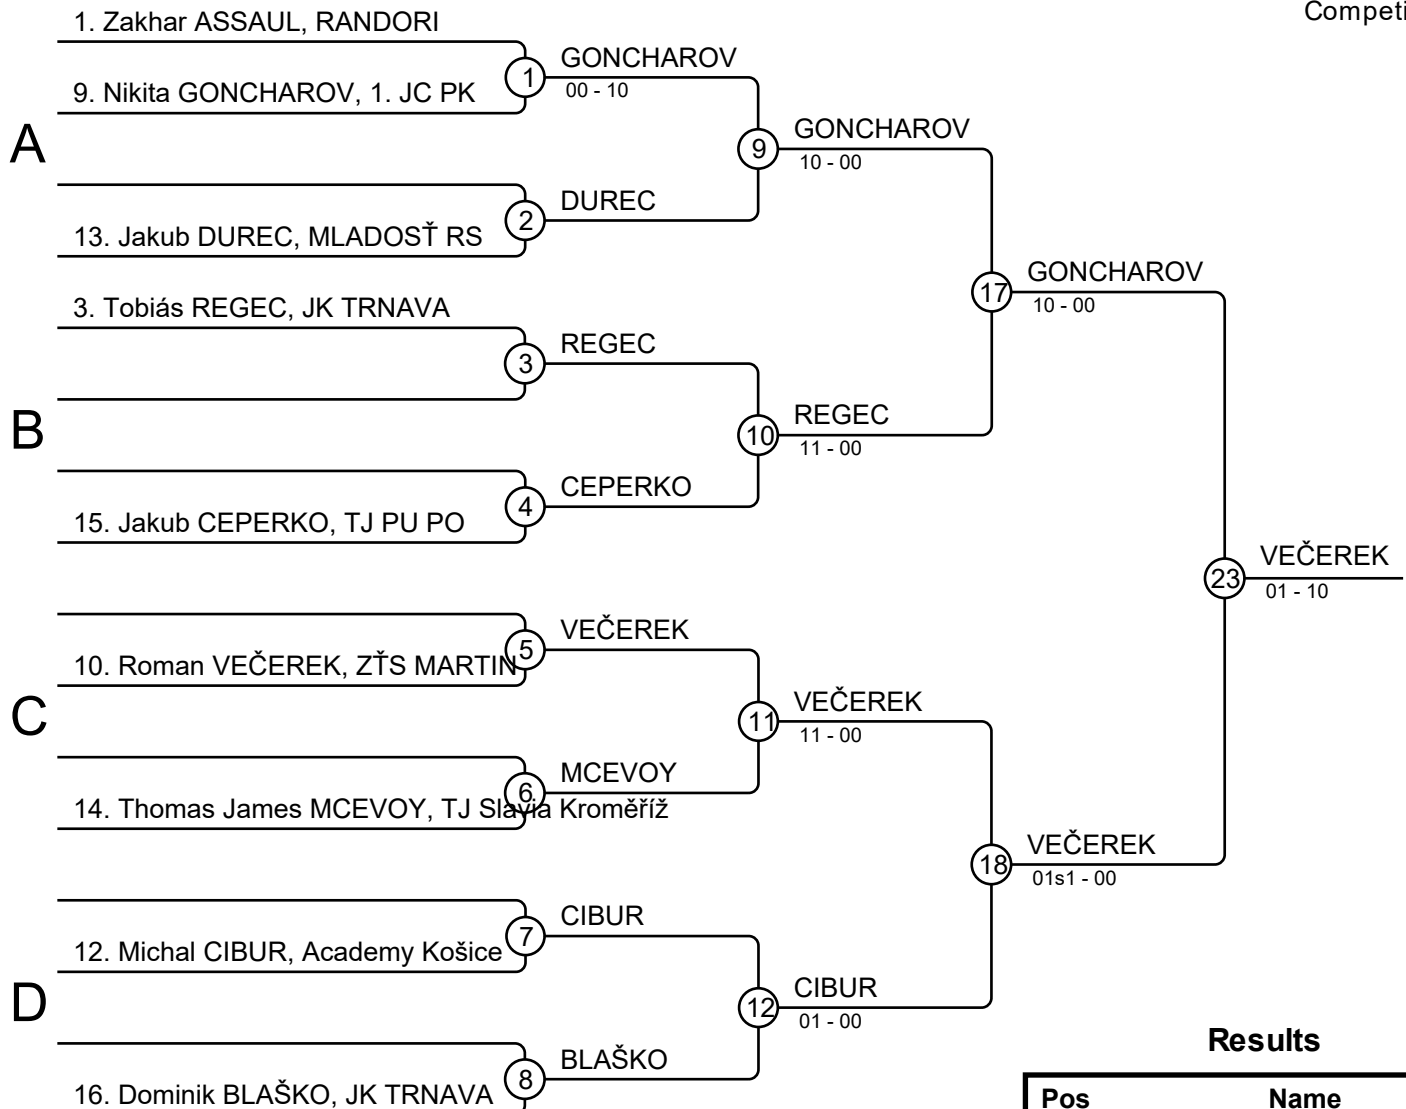 Competi
1. Zakhar ASSAUL, RANDORI
1
GONCHAROV
00 - 10
9. Nikita GONCHAROV, 1. JC PK
A
9
GONCHAROV
10 - 00
2
DUREC
13. Jakub DUREC, MLADOSŤ RS
17
GONCHAROV
10 - 00
3. Tobiás REGEC, JK TRNAVA
3
REGEC
B
10
REGEC
11 - 00
4
CEPERKO
15. Jakub CEPERKO, TJ PU PO
23
VEČEREK
01 - 10
5
VEČEREK
10. Roman VEČEREK, ZŤS MARTIN
C
11
VEČEREK
11 - 00
6
MCEVOY
14. Thomas James MCEVOY, TJ Slavia Kroměříž
18
VEČEREK
01s1 - 00
7
CIBUR
12. Michal CIBUR, Academy Košice
D
12
CIBUR
01 - 00
8
BLAŠKO
16. Dominik BLAŠKO, JK TRNAVA
Results
Pos Name